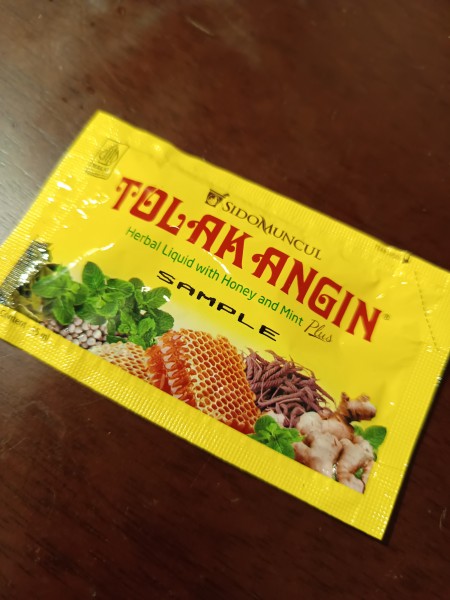 SIDOMUNCUL
TOLAK ANGIN®
Herbal Liquid with Honey and Mint Plus
SAMPLE